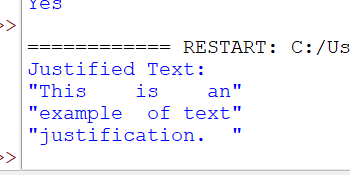 Yes
>>
============ RESTART: C:/Us
Justified Text:
"This    is    an"
"example  of text"
"justification.  "
>>